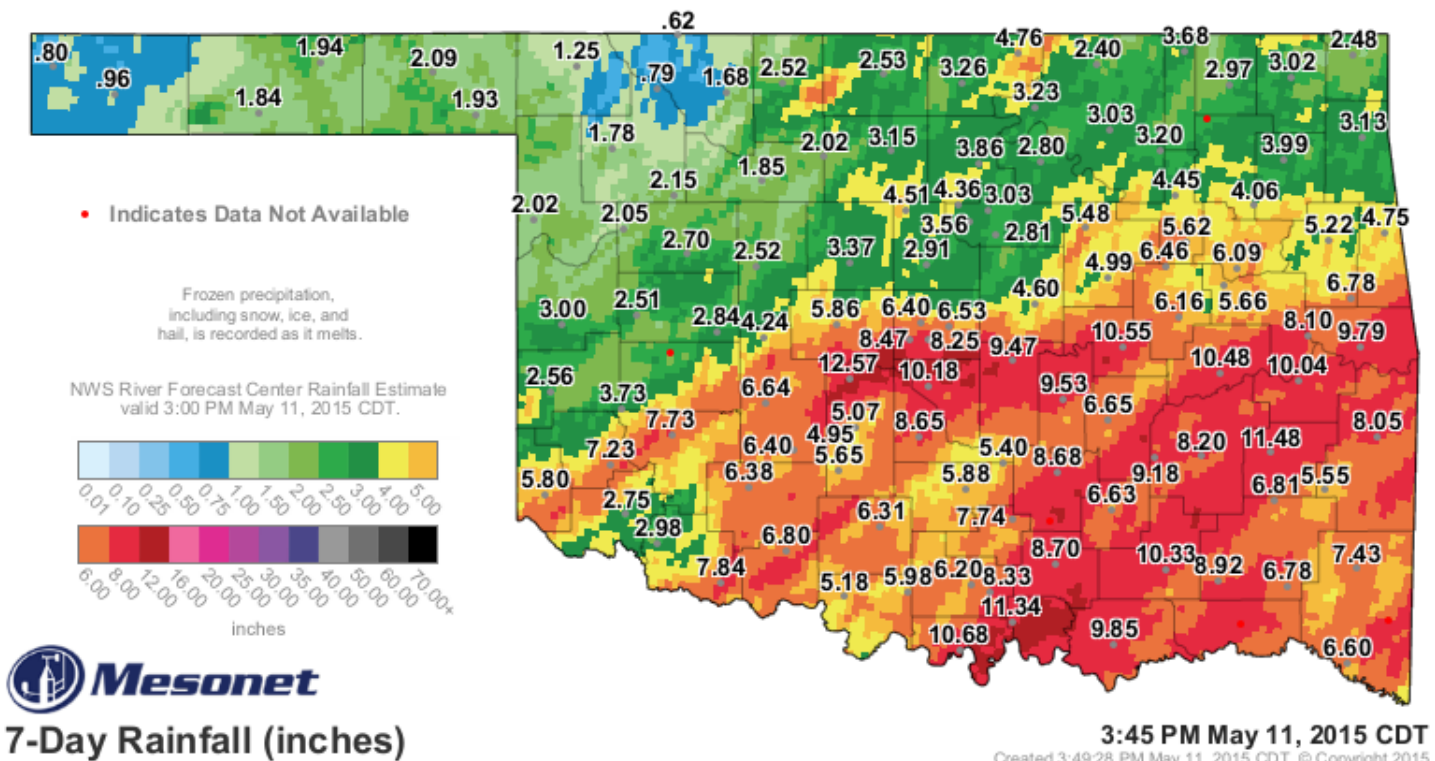 .62
.80 1.94 1.25 4.76 3.68
2.09 .79 1.68 2.52 2.53 3.26 2.40 2.97 3.02 2.48
.96 1.84 1.93 3.23
1.78 2.02 3.15 3.86 2.80 3.03 3.20 3.99 3.13
2.15 1.85
2.02 2.05 4.51 4.36 3.03 4.45 4.06
Indicates Data Not Available
2.70 2.52 3.37 3.56 2.91 2.81 5.48 5.62 5.22 4.75
4.99 6.46 6.09
Frozen precipitation,
including snow, ice, and
hail, is recorded as it melts.
3.00 2.51 2.84 4.24 5.86 6.40 6.53 4.60 6.16 5.66 6.78
8.47 8.25 9.47 10.55 8.10 9.79
12.57 10.18 10.48 10.04
NWS River Forecast Center Rainfall Estimate
valid 3:00 PM May 11, 2015 CDT.
2.56 3.73 6.64 9.53 6.65
7.73 5.07 8.65 8.05
7.23 6.40 4.95 5.40 8.20 11.48
5.80 6.38 5.65 5.88 8.68 9.18 6.81 5.55
0.01 0.10 0.25 0.50 0.75 1.00 1.50 2.00 2.50 3.00 4.00 5.00
2.75 2.98 6.31 7.74 6.63
6.80 8.70 10.33 8.92 7.43
7.84 5.18 5.98 6.20 8.33 6.78
6.00 8.00 12.00 16.00 20.00 25.00 30.00 35.00 40.00 50.00 60.00 70.00+
inches
11.34
10.68 9.85 6.60
Mesonet
7-Day Rainfall (inches)
3:45 PM May 11, 2015 CDT
Created 3:49:28 PM May 11, 2015 CDT. © Copyright 2015